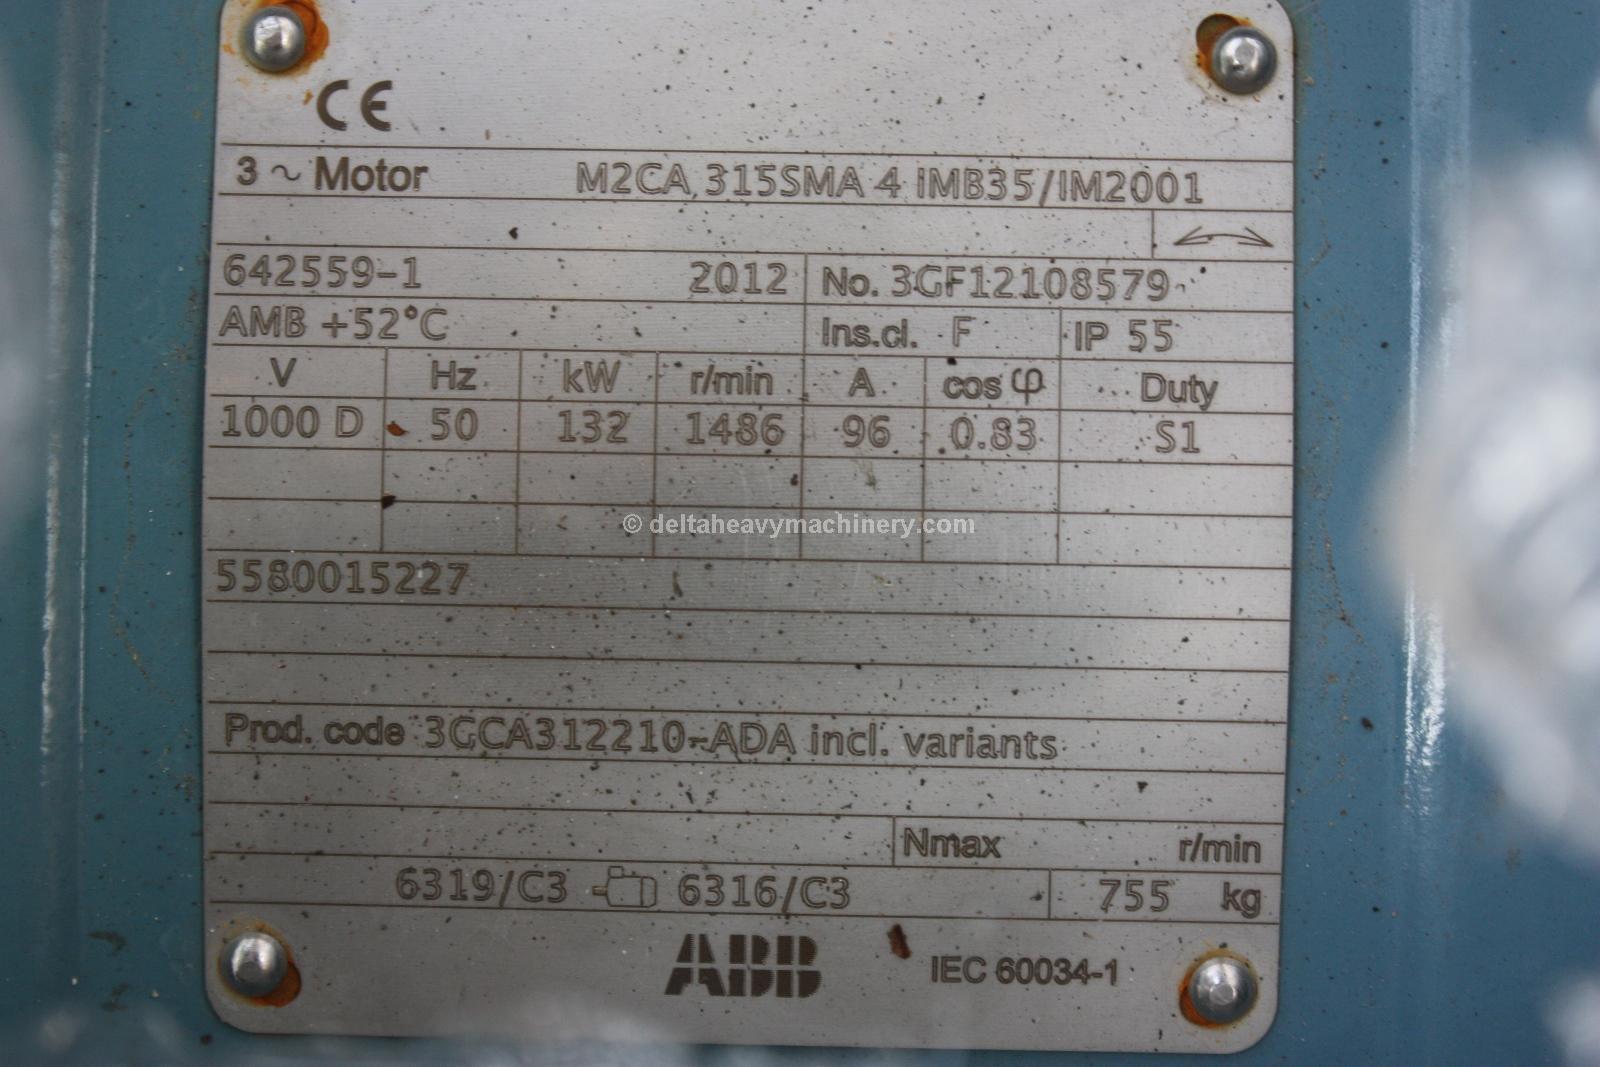 CE
3 ~ Motor M2CA 315SMA 4 IMB35/IM2001
642559-1 2012 No. 3GF12108579
AMB +52°C Ins.cl. F IP 55
V Hz kW r/min A cos φ Duty
1000 D 50 132 1486 96 0.83 S1
© deltaheavymachinery.com
5580015227
Prod. code 3GCA312210-ADA incl. variants
Nmax r/min
6319/C3 6316/C3 755 kg
ABB IEC 60034-1